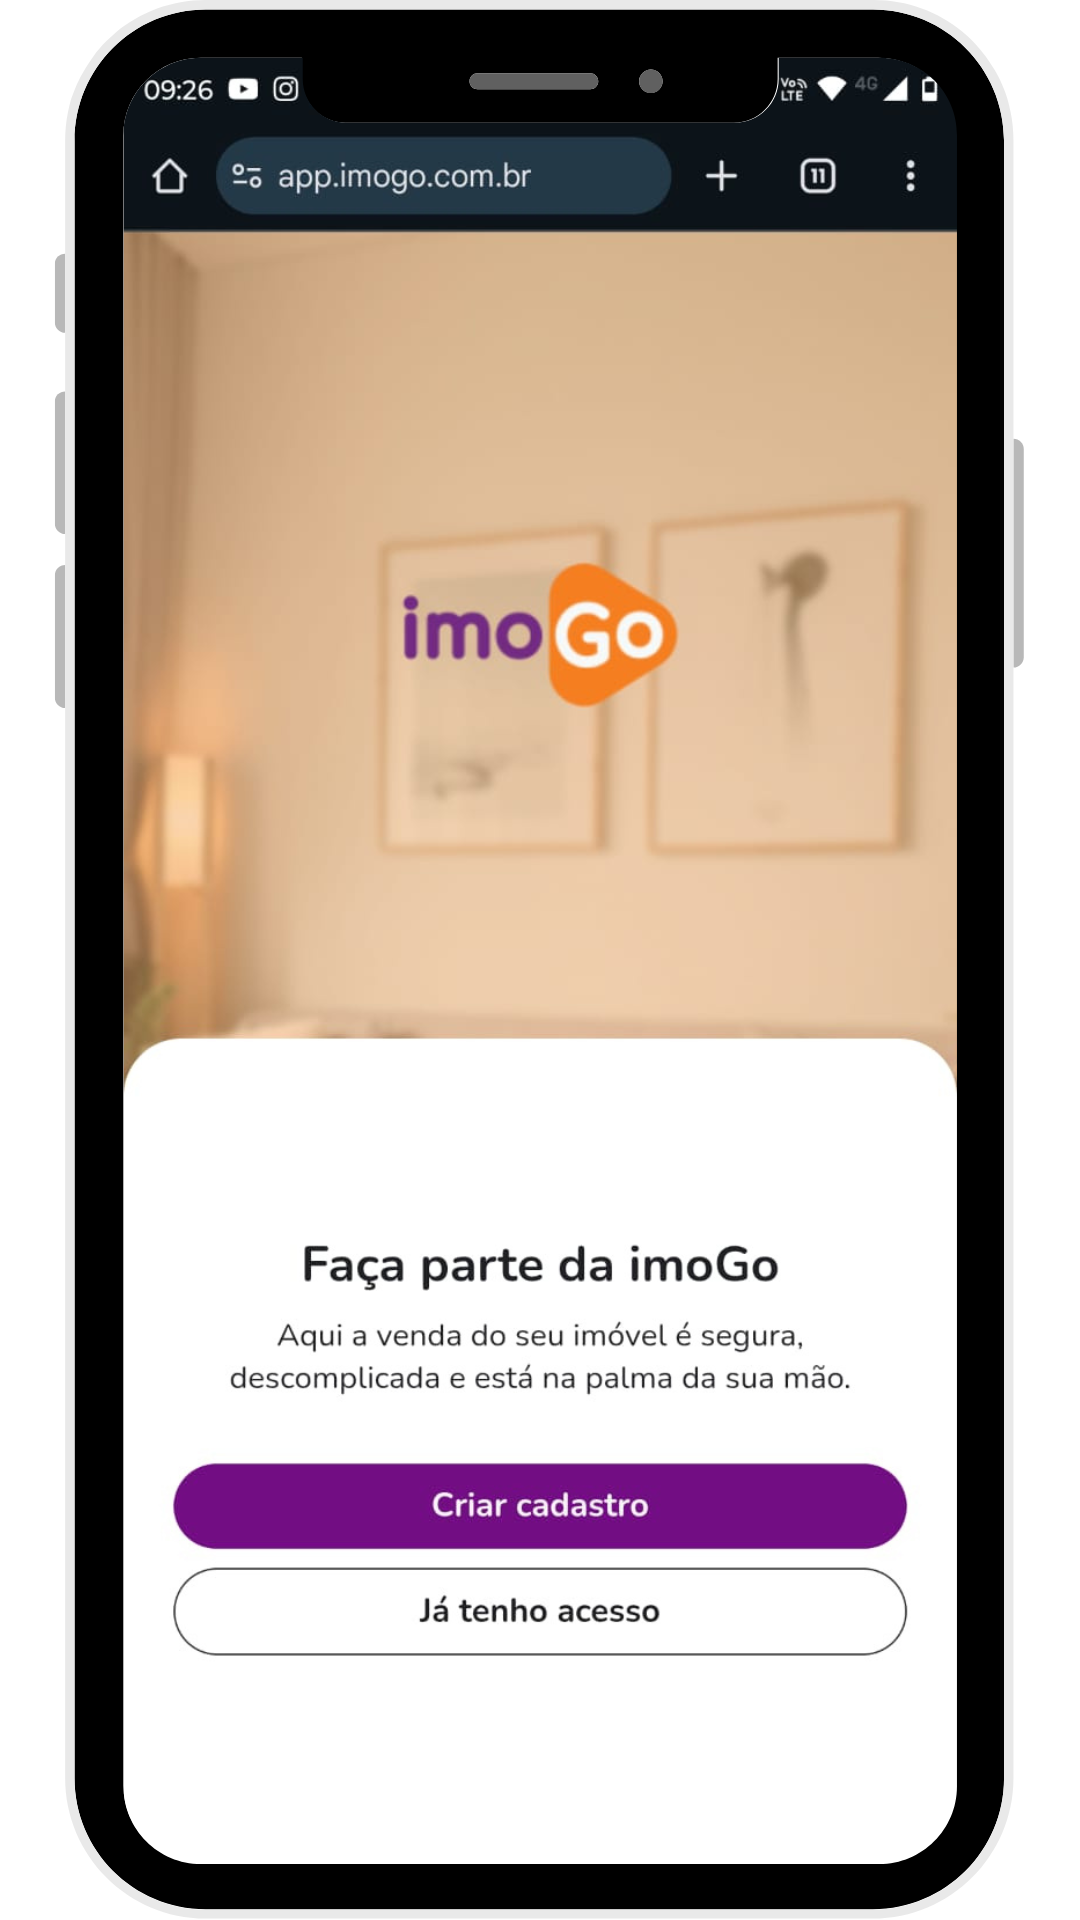 09:26
Vo LTE 4G
app.imogo.com.br
11
imoGo
Faça parte da imoGo
Aqui a venda do seu imóvel é segura,
descomplicada e está na palma da sua mão.
Criar cadastro
Já tenho acesso